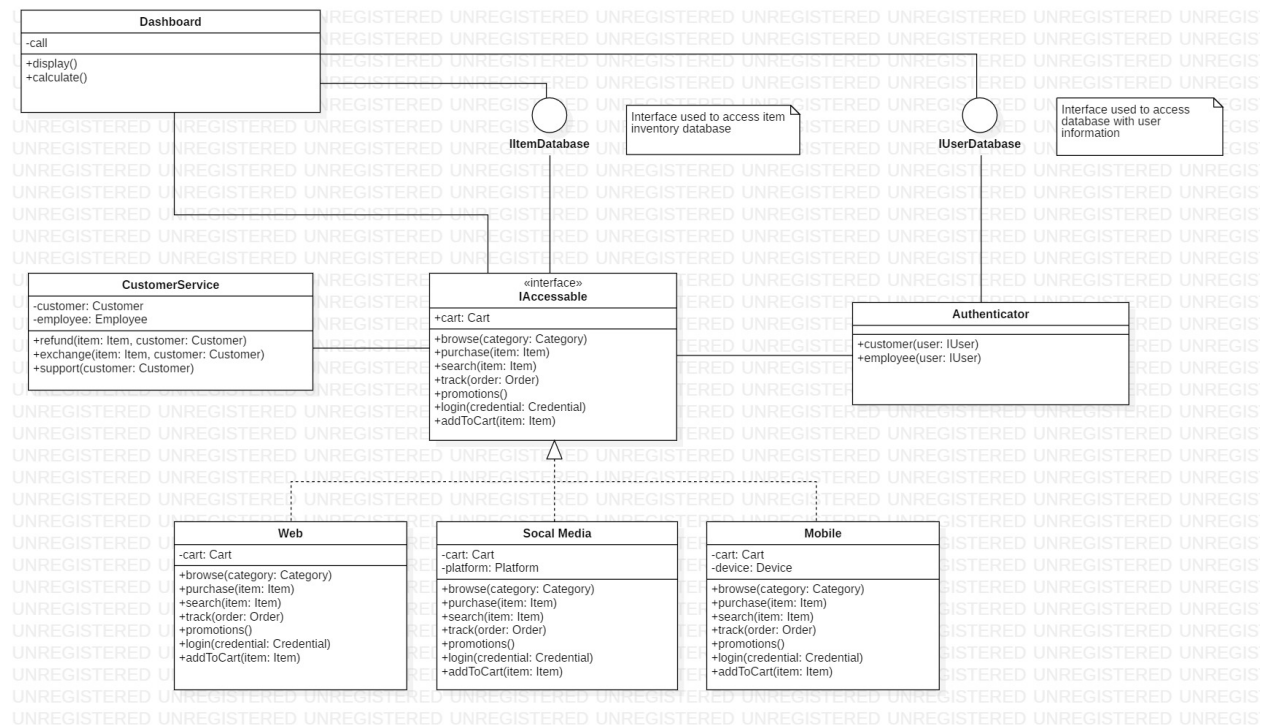 Dashboard
-call
+display()
+calculate()
IItemDatabase
Interface used to access item
inventory database
IUserDatabase
Interface used to access
database with user
information
CustomerService
-customer: Customer
-employee: Employee
+refund(item: Item, customer: Customer)
+exchange(item: Item, customer: Customer)
+support(customer: Customer)
«interface»
IAccessable
+cart: Cart
+browse(category: Category)
+purchase(item: Item)
+search(item: Item)
+track(order: Order)
+promotions()
+login(credential: Credential)
+addToCart(item: Item)
Authenticator
+customer(user: IUser)
+employee(user: IUser)
Web
-cart: Cart
+browse(category: Category)
+purchase(item: Item)
+search(item: Item)
+track(order: Order)
+promotions()
+login(credential: Credential)
+addToCart(item: Item)
Socal Media
-cart: Cart
-platform: Platform
+browse(category: Category)
+purchase(item: Item)
+search(item: Item)
+track(order: Order)
+promotions()
+login(credential: Credential)
+addToCart(item: Item)
Mobile
-cart: Cart
-device: Device
+browse(category: Category)
+purchase(item: Item)
+search(item: Item)
+track(order: Order)
+promotions()
+login(credential: Credential)
+addToCart(item: Item)
UNREGISTERED